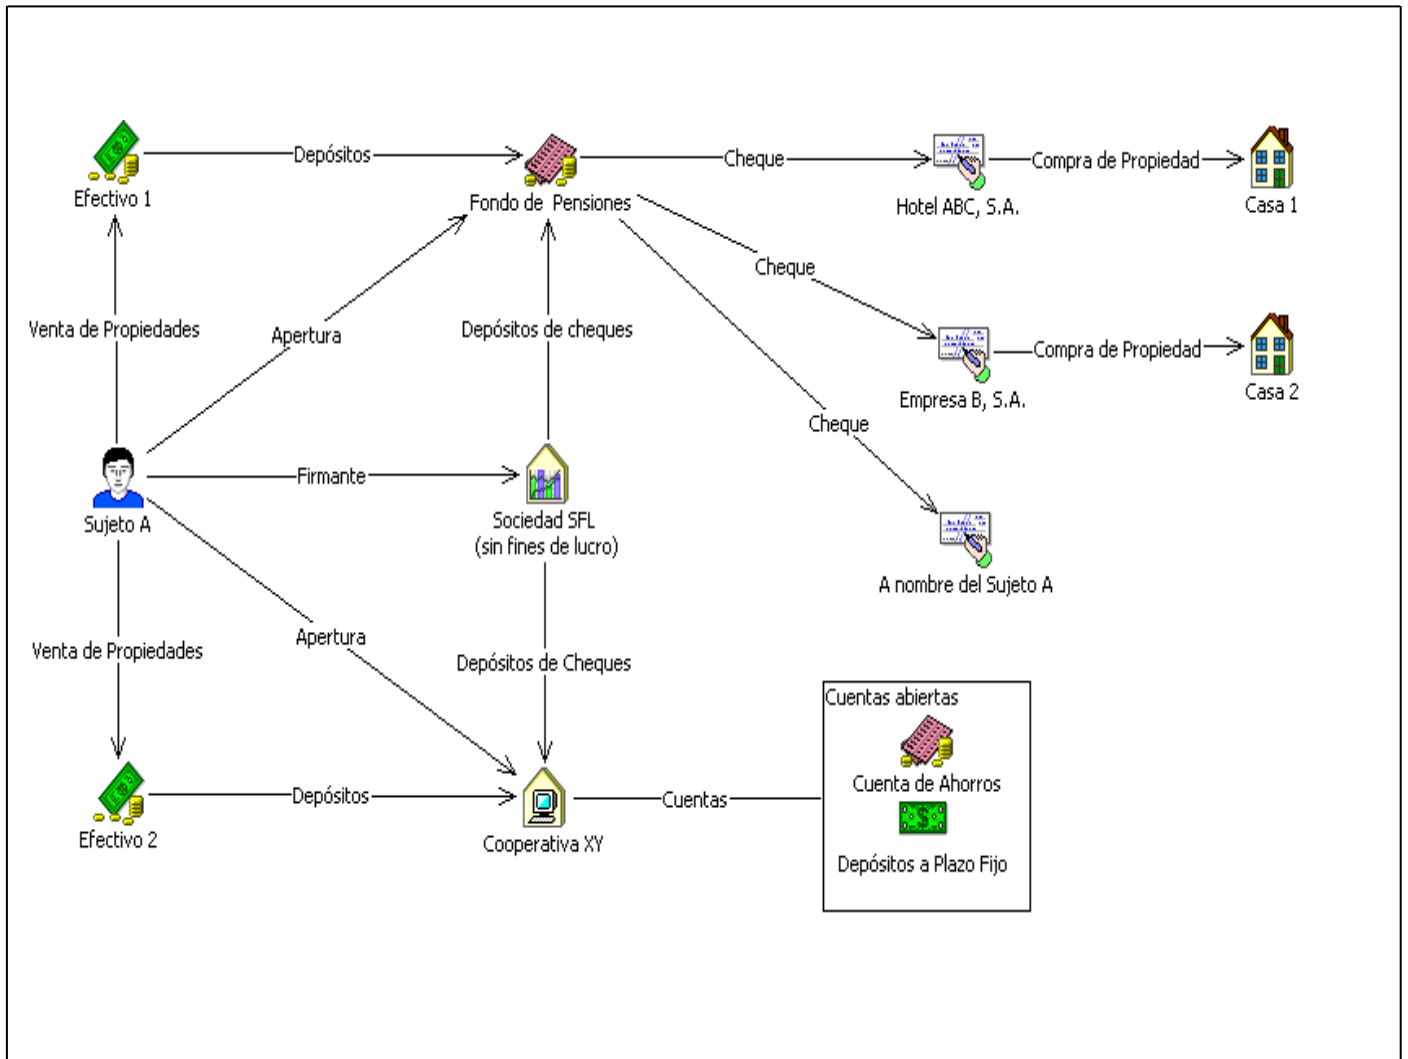 Depósitos
Cheque
Compra de Propiedad
Efectivo 1
Fondo de Pensiones
Hotel ABC, S.A.
Casa 1
Cheque
Venta de Propiedades
Apertura
Depósitos de cheques
Compra de Propiedad
Empresa B, S.A.
Casa 2
Cheque
Firmante
Sujeto A
Sociedad SFL
(sin fines de lucro)
A nombre del Sujeto A
Venta de Propiedades
Apertura
Depósitos de Cheques
Cuentas abiertas
Cuenta de Ahorros
Depósitos
Cuentas
Efectivo 2
Cooperativa XY
Depósitos a Plazo Fijo